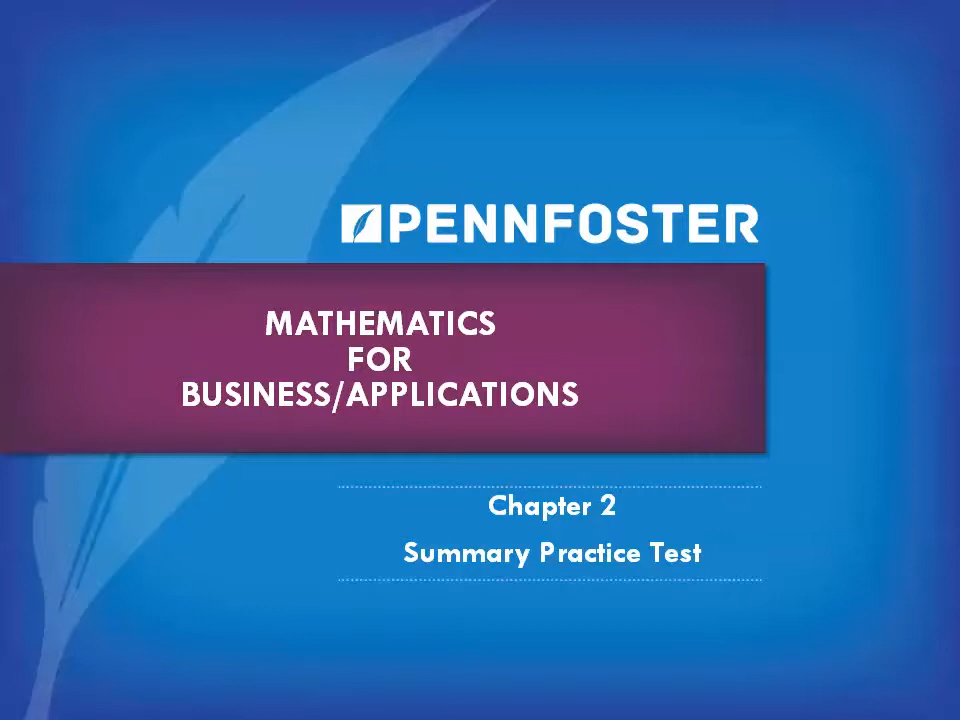 PENNFOSTER
MATHEMATICS
FOR
BUSINESS/APPLICATIONS
Chapter 2
Summary Practice Test